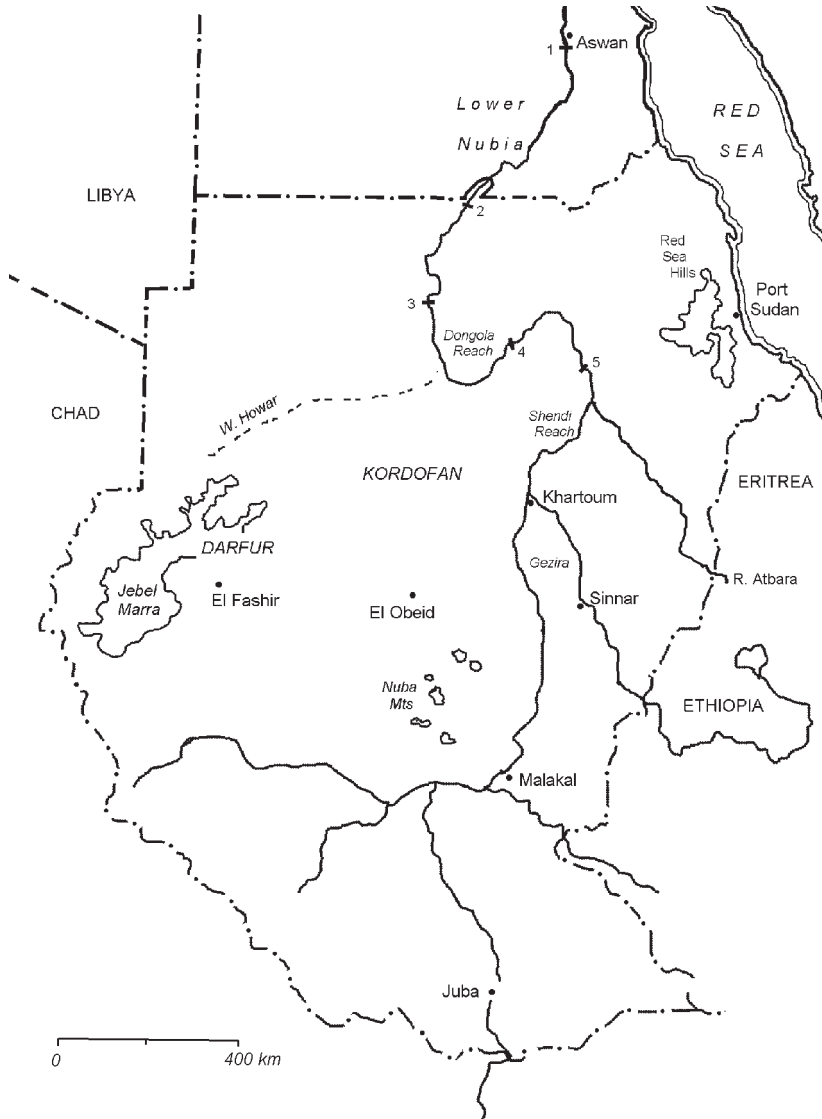 1
Aswan
Lower
Nubia
RED
SEA
LIBYA
2
Red
Sea
Hills
Port
Sudan
3
Dongola
Reach
4
5
CHAD
W. Howar
Shendi
Reach
KORDOFAN
ERITREA
Khartoum
DARFUR
Gezira
Jebel
Marra
El Fashir
El Obeid
Sinnar
R. Atbara
Nuba
Mts
ETHIOPIA
Malakal
Juba
0
400 km